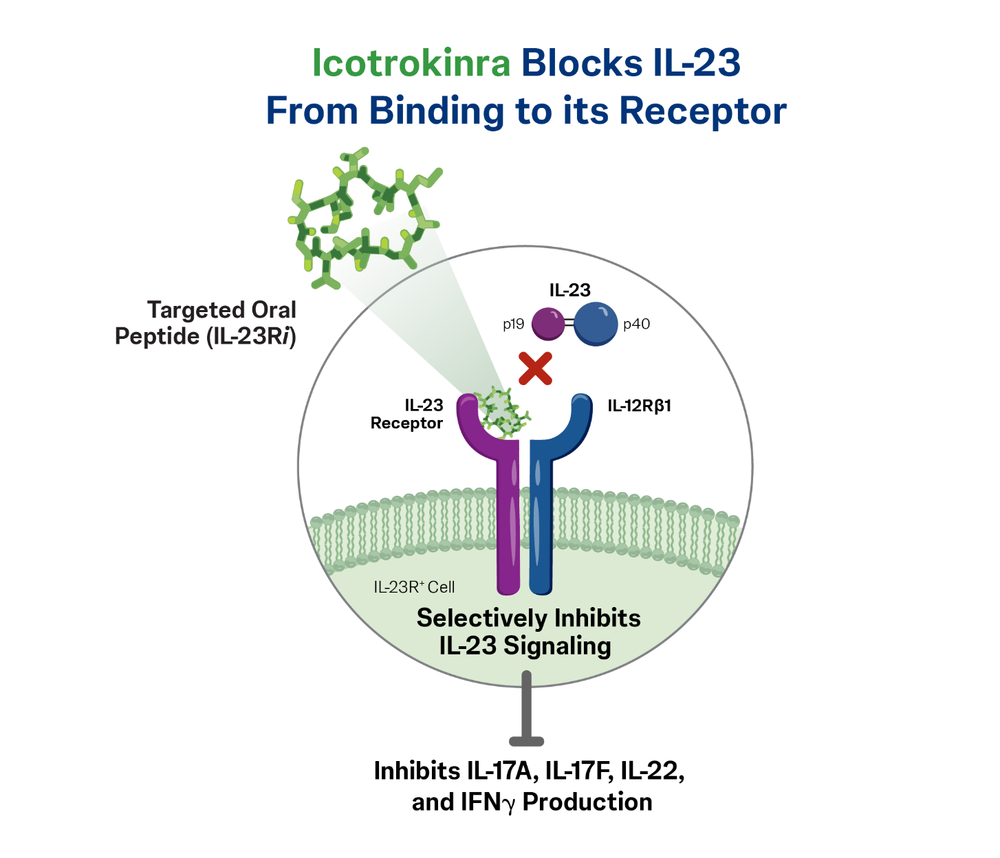 Icotrokinra Blocks IL-23
From Binding to its Receptor
Targeted Oral
Peptide (IL-23Ri)
IL-23
p19
p40
IL-23
Receptor
IL-12Rβ1
IL-23R⁺ Cell
Selectively Inhibits
IL-23 Signaling
Inhibits IL-17A, IL-17F, IL-22,
and IFNγ Production